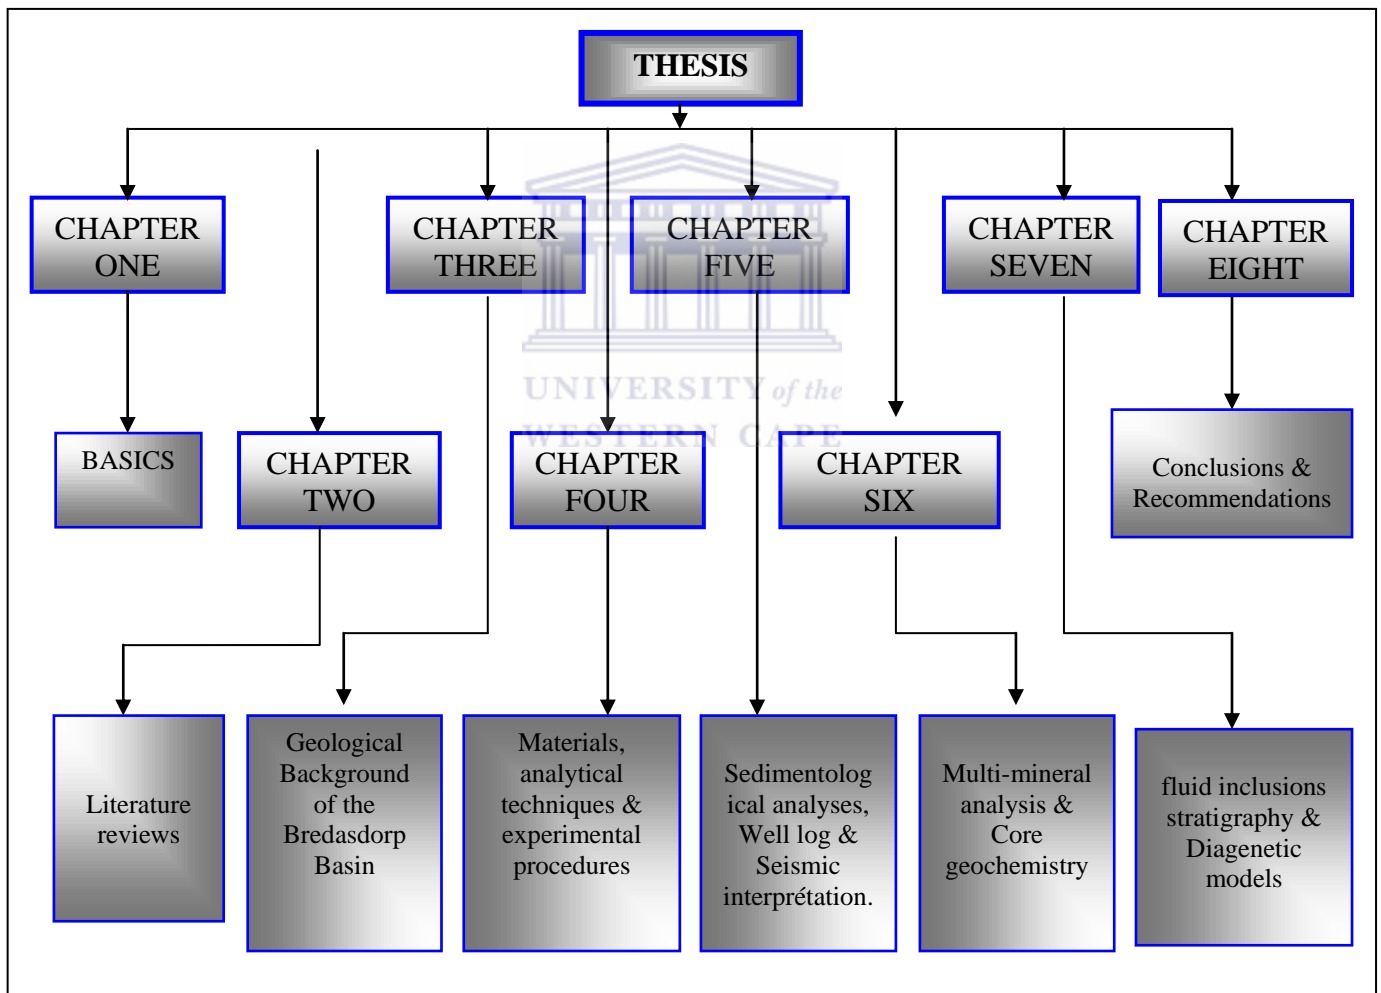 THESIS
CHAPTER
ONE
CHAPTER
THREE
CHAPTER
FIVE
CHAPTER
SEVEN
CHAPTER
EIGHT
UNIVERSITY of the
WESTERN CAPE
BASICS
CHAPTER
TWO
CHAPTER
FOUR
CHAPTER
SIX
Conclusions &
Recommendations
Literature
reviews
Geological
Background
of the
Bredasdorp
Basin
Materials,
analytical
techniques &
experimental
procedures
Sedimentolog
ical analyses,
Well log &
Seismic
interprétation.
Multi-mineral
analysis &
Core
geochemistry
fluid inclusions
stratigraphy &
Diagenetic
models